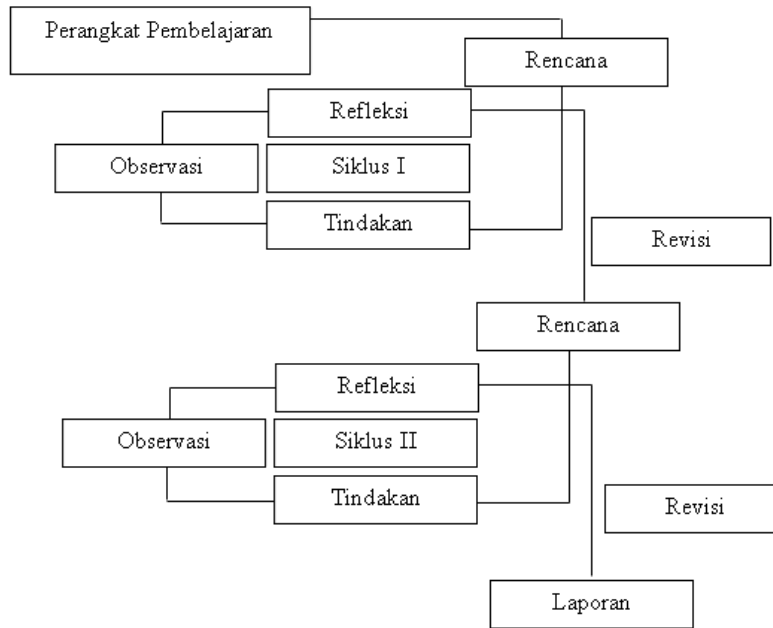 Perangkat Pembelajaran
Rencana
Refleksi
Observasi
Siklus I
Tindakan
Revisi
Rencana
Refleksi
Observasi
Siklus II
Tindakan
Revisi
Laporan